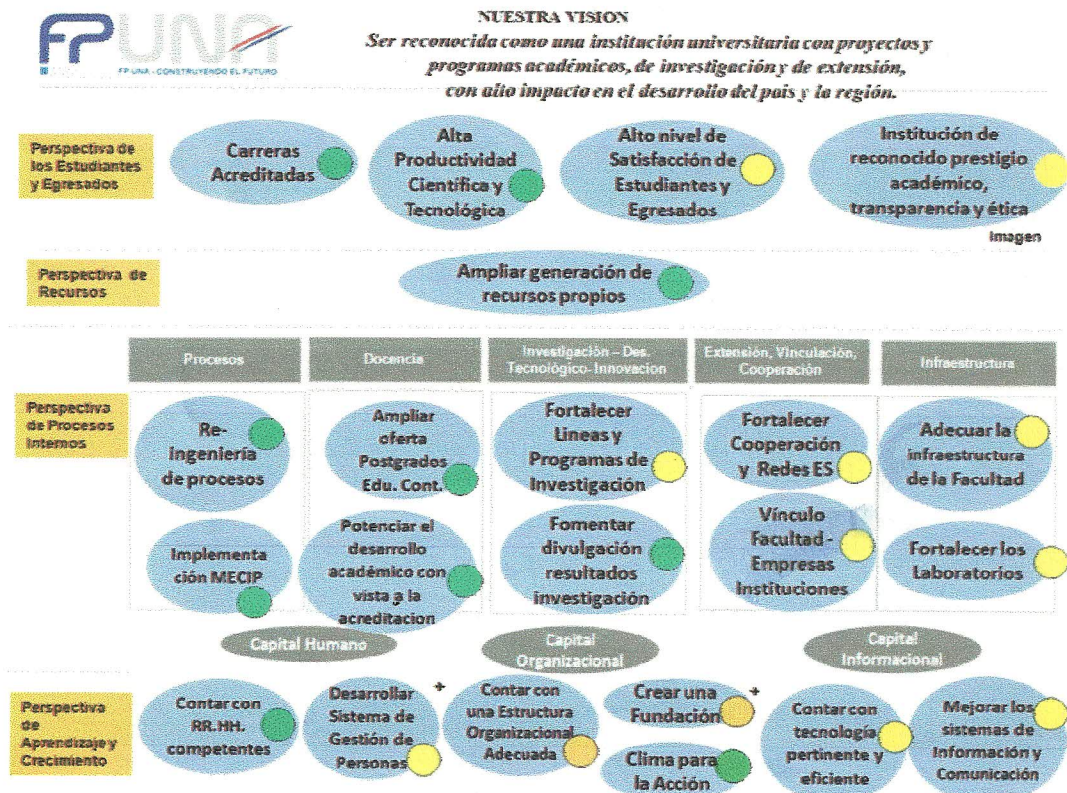 FPUNA
FP UNA - CONSTRUYENDO EL FUTURO
NUESTRA VISION
Ser reconocida como una institución universitaria con proyectos y
programas académicos, de investigación y de extensión,
con alto impacto en el desarrollo del pais y la región.
Perspectiva de
los Estudiantes
y Egresados
Carreras
Acreditadas
Alta
Productividad
Científica y
Tecnológica
Alto nivel de
Satisfacción de
Estudiantes y
Egresados
Institución de
reconocido prestigio
académico,
transparencia y ética
Imagen
Perspectiva de
Recursos
Ampliar generación de
recursos propios
Procesos
Docencia
Investigación – Des.
Tecnológico- Innovacion
Extensión, Vinculación,
Cooperación
Infraestructura
Perspectiva
de Procesos
Internos
Re-
Ingeniería
de procesos
Implementa
ción MECIP
Ampliar
oferta
Postgrados
Edu. Cont.
Potenciar el
desarrollo
académico con
vista a la
acreditacion
Fortalecer
Lineas y
Programas de
Investigación
Fomentar
divulgación
resultados
investigación
Fortalecer
Cooperación
y Redes ES
Vínculo
Facultad -
Empresas
Instituciones
Adecuar la
infraestructura
de la Facultad
Fortalecer los
Laboratorios
Capital Humano
Capital
Organizacional
Capital
Informacional
Perspectiva
de
Aprendizaje y
Crecimiento
Contar con
RR.HH.
competentes
Desarrollar
Sistema de
Gestión de
Personas
+
Contar con
una Estructura
Organizacional
Adecuada
Crear una
Fundación
Clima para
la Acción
+
Contar con
tecnología
pertinente y
eficiente
Mejorar los
sistemas de
Información y
Comunicación